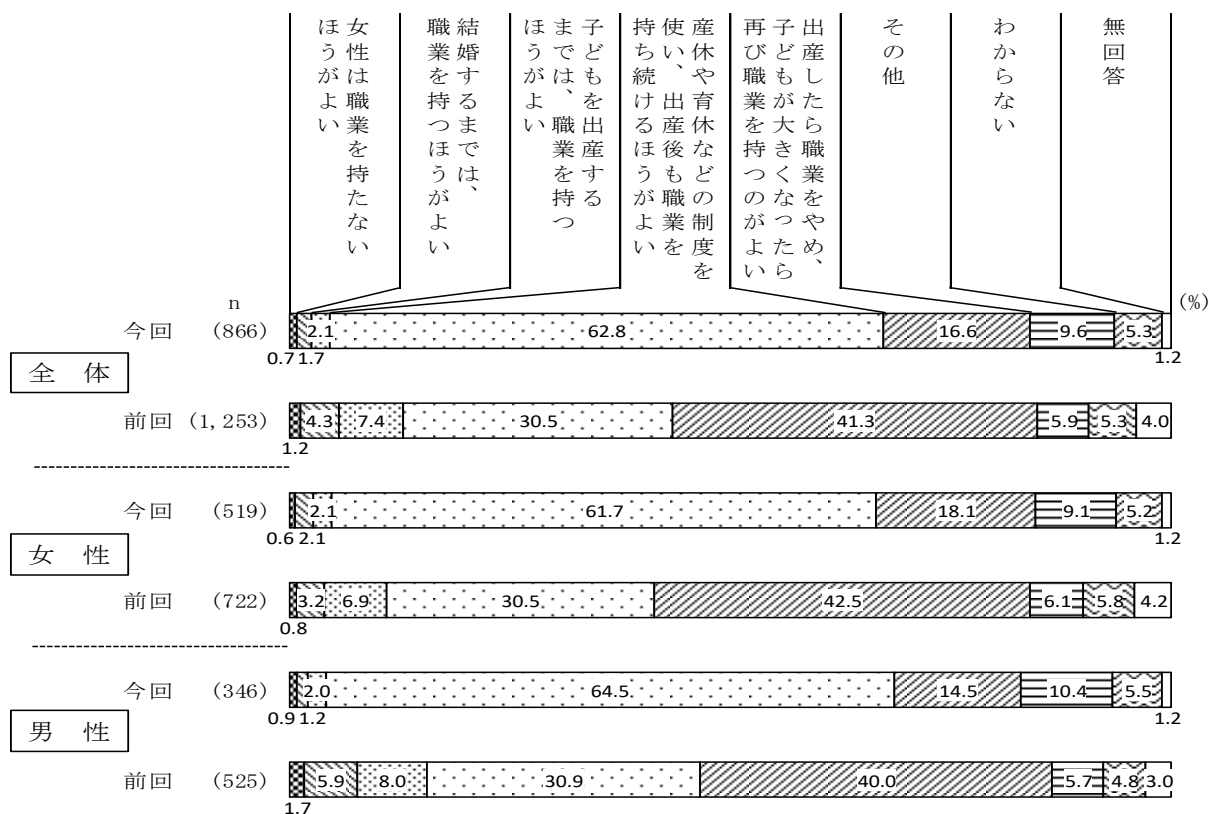 女性は職業を持たない
ほうがよい
結婚するまでは、
職業を持つほうがよい
子どもを出産する
までは、職業を持つ
ほうがよい
産休や育休などの制度を
使い、出産後も職業を
持ち続けるほうがよい
出産したら職業をやめ、
子どもが大きくなったら
再び職業を持つのがよい
その他
わからない
無回答
n
(%)
今回 (866) 2.1 62.8 16.6 9.6 5.3
0.7 1.7 1.2
全 体
前回 (1,253) 4.3 7.4 30.5 41.3 5.9 5.3 4.0
1.2
今回 (519) 2.1 61.7 18.1 9.1 5.2
0.6 2.1 1.2
女 性
前回 (722) 3.2 6.9 30.5 42.5 6.1 5.8 4.2
0.8
今回 (346) 2.0 64.5 14.5 10.4 5.5
0.9 1.2 1.2
男 性
前回 (525) 5.9 8.0 30.9 40.0 5.7 4.8 3.0
1.7